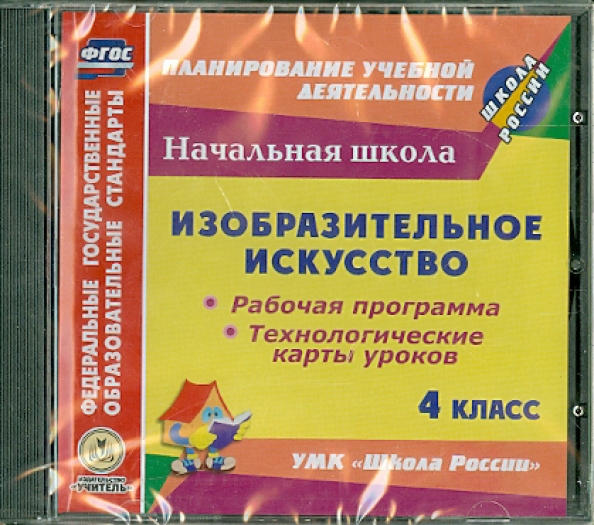 ФГОС
ФЕДЕРАЛЬНЫЕ ГОСУДАРСТВЕННЫЕ
ОБРАЗОВАТЕЛЬНЫЕ СТАНДАРТЫ
ПЛАНИРОВАНИЕ УЧЕБНОЙ
ДЕЯТЕЛЬНОСТИ
ШКОЛА
РОССИИ
Начальная школа
ИЗОБРАЗИТЕЛЬНОЕ
ИСКУССТВО
• Рабочая программа
• Технологические
карты уроков
4 КЛАСС
УМК «Школа России»
ИЗДАТЕЛЬСТВО
«УЧИТЕЛЬ»